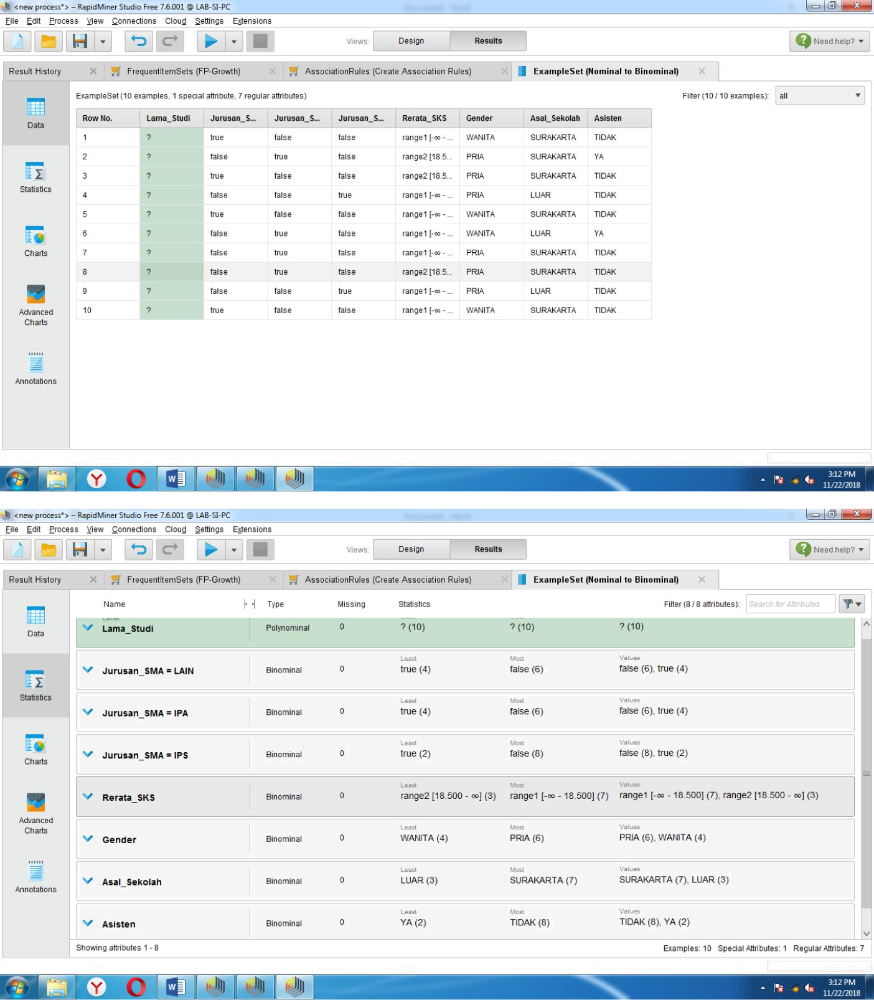 <new process*> – RapidMiner Studio Free 7.6.001 @ LAB-SI-PC
File Edit Process View Connections Cloud Settings Extensions
Views: Design Results Need help?
Result History FrequentItemSets (FP-Growth) AssociationRules (Create Association Rules) ExampleSet (Nominal to Binominal)
ExampleSet (10 examples, 1 special attribute, 7 regular attributes) Filter (10 / 10 examples): all
Row No. Lama_Studi Jurusan_S... Jurusan_S... Jurusan_S... Rerata_SKS Gender Asal_Sekolah Asisten
1 ? true false false range1 [-∞ - ... WANITA SURAKARTA TIDAK
2 ? false true false range2 [18.5... PRIA SURAKARTA YA
3 ? true false false range2 [18.5... PRIA SURAKARTA TIDAK
4 ? false false true range1 [-∞ - ... PRIA LUAR TIDAK
5 ? true false false range1 [-∞ - ... WANITA SURAKARTA TIDAK
6 ? false true false range1 [-∞ - ... WANITA LUAR YA
7 ? false true false range1 [-∞ - ... PRIA SURAKARTA TIDAK
8 ? false true false range2 [18.5... PRIA SURAKARTA TIDAK
9 ? false false true range1 [-∞ - ... PRIA LUAR TIDAK
10 ? true false false range1 [-∞ - ... WANITA SURAKARTA TIDAK
Data
Statistics
Charts
Advanced
Charts
Annotations
3:12 PM
11/22/2018
<new process*> – RapidMiner Studio Free 7.6.001 @ LAB-SI-PC
File Edit Process View Connections Cloud Settings Extensions
Views: Design Results Need help?
Result History FrequentItemSets (FP-Growth) AssociationRules (Create Association Rules) ExampleSet (Nominal to Binominal)
Name Type Missing Statistics Filter (8 / 8 attributes): Search for Attributes
Label Least Most
Lama_Studi Polynominal 0 ? (10) ? (10) ? (10)
Least Most Values
Jurusan_SMA = LAIN Binominal 0 true (4) false (6) false (6), true (4)
Least Most Values
Jurusan_SMA = IPA Binominal 0 true (4) false (6) false (6), true (4)
Least Most Values
Jurusan_SMA = IPS Binominal 0 true (2) false (8) false (8), true (2)
Least Most Values
Rerata_SKS Binominal 0 range2 [18.500 - ∞] (3) range1 [-∞ - 18.500] (7) range1 [-∞ - 18.500] (7), range2 [18.500 - ∞] (3)
Least Most Values
Gender Binominal 0 WANITA (4) PRIA (6) PRIA (6), WANITA (4)
Least Most Values
Asal_Sekolah Binominal 0 LUAR (3) SURAKARTA (7) SURAKARTA (7), LUAR (3)
Least Most Values
Asisten Binominal 0 YA (2) TIDAK (8) TIDAK (8), YA (2)
Data
Statistics
Charts
Advanced
Charts
Annotations
Showing attributes 1 - 8 Examples: 10 Special Attributes: 1 Regular Attributes: 7
3:12 PM
11/22/2018